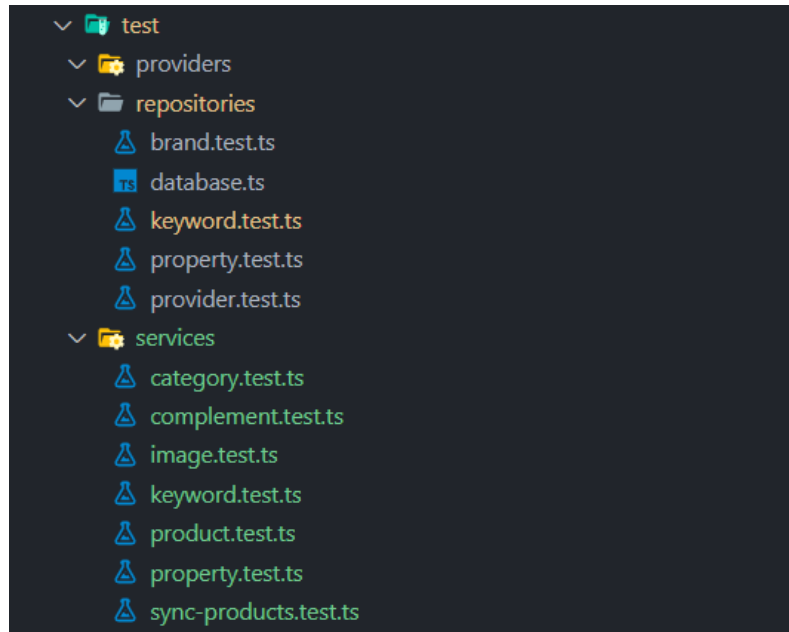 test
providers
repositories
brand.test.ts
TS database.ts
keyword.test.ts
property.test.ts
provider.test.ts
services
category.test.ts
complement.test.ts
image.test.ts
keyword.test.ts
product.test.ts
property.test.ts
sync-products.test.ts